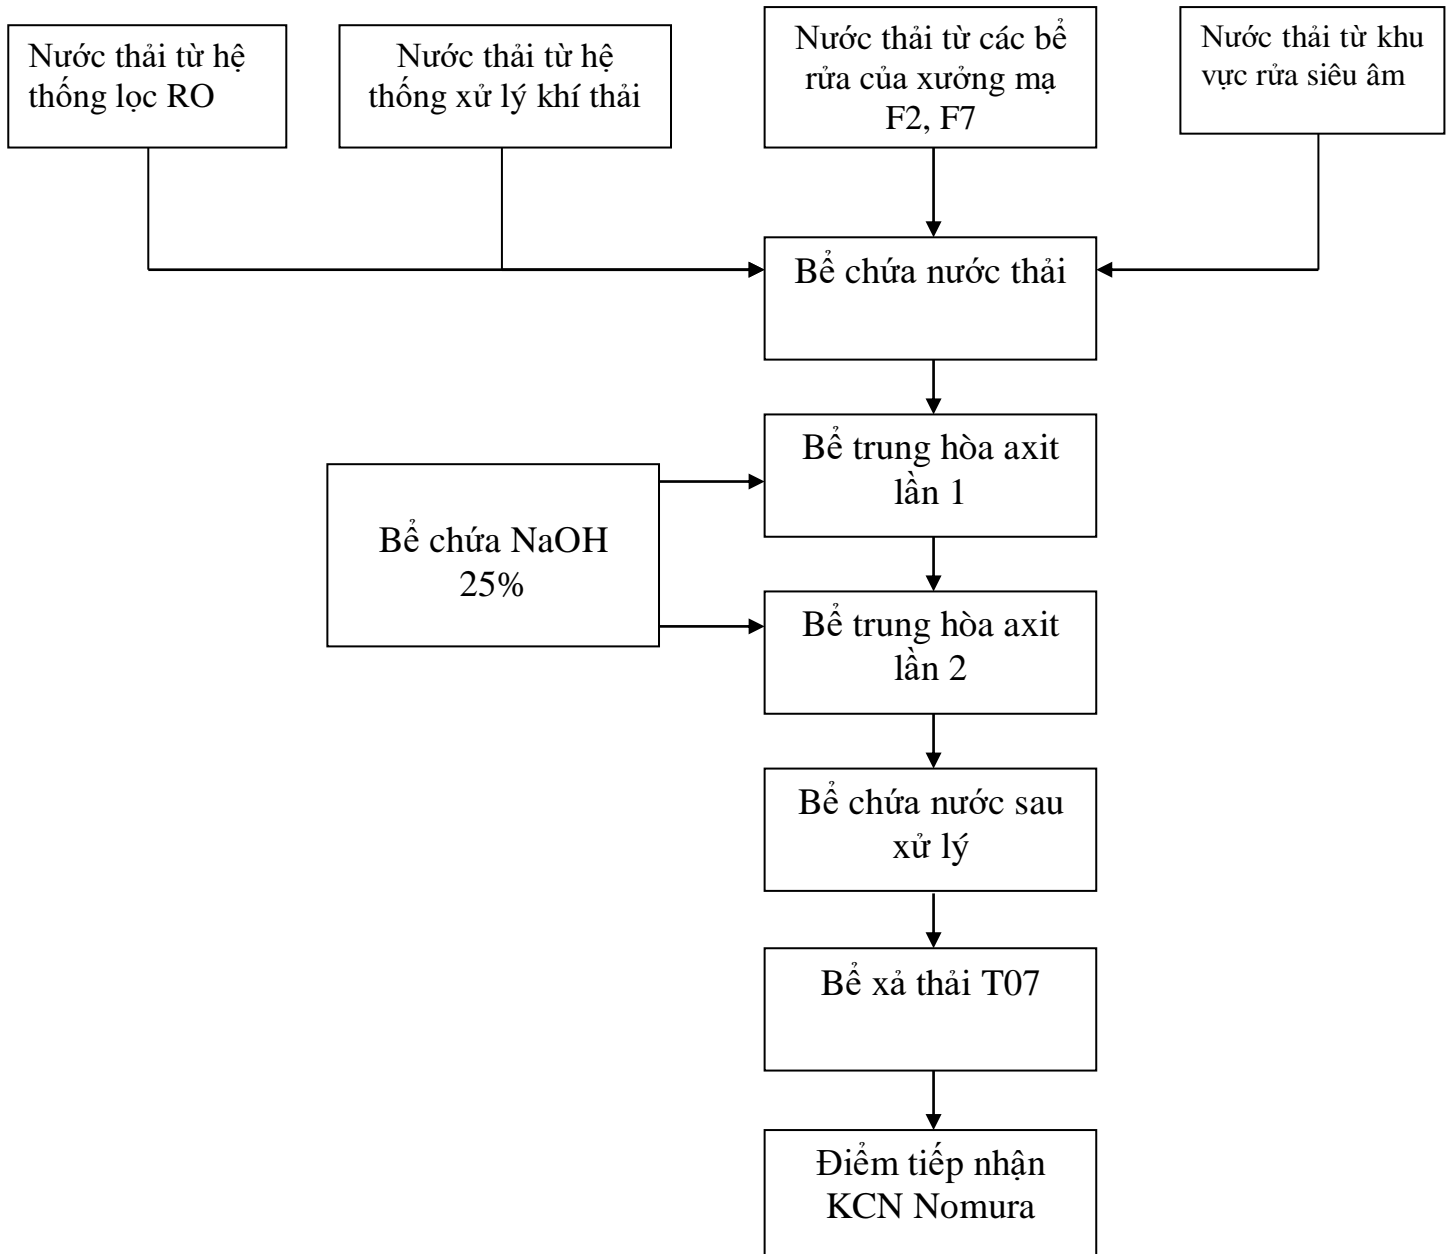 Nước thải từ hệ
thống lọc RO
Nước thải từ hệ
thống xử lý khí thải
Nước thải từ các bể
rửa của xưởng mạ
F2, F7
Nước thải từ khu
vực rửa siêu âm
Bể chứa nước thải
Bể trung hòa axit
lần 1
Bể chứa NaOH
25%
Bể trung hòa axit
lần 2
Bể chứa nước sau
xử lý
Bể xả thải T07
Điểm tiếp nhận
KCN Nomura